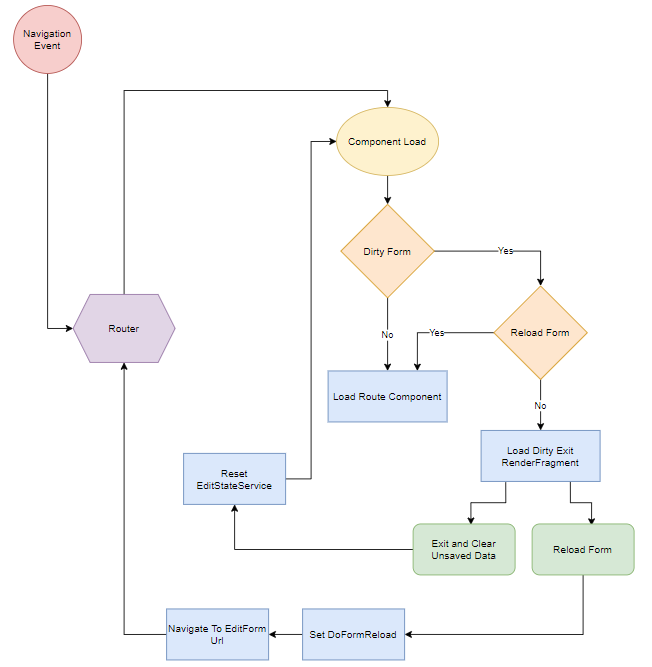 Navigation
Event
Component Load
Dirty Form
Yes
Router
No
Yes
Reload Form
Load Route Component
No
Load Dirty Exit
RenderFragment
Reset
EditStateService
Exit and Clear
Unsaved Data
Reload Form
Navigate To EditForm
Url
Set DoFormReload